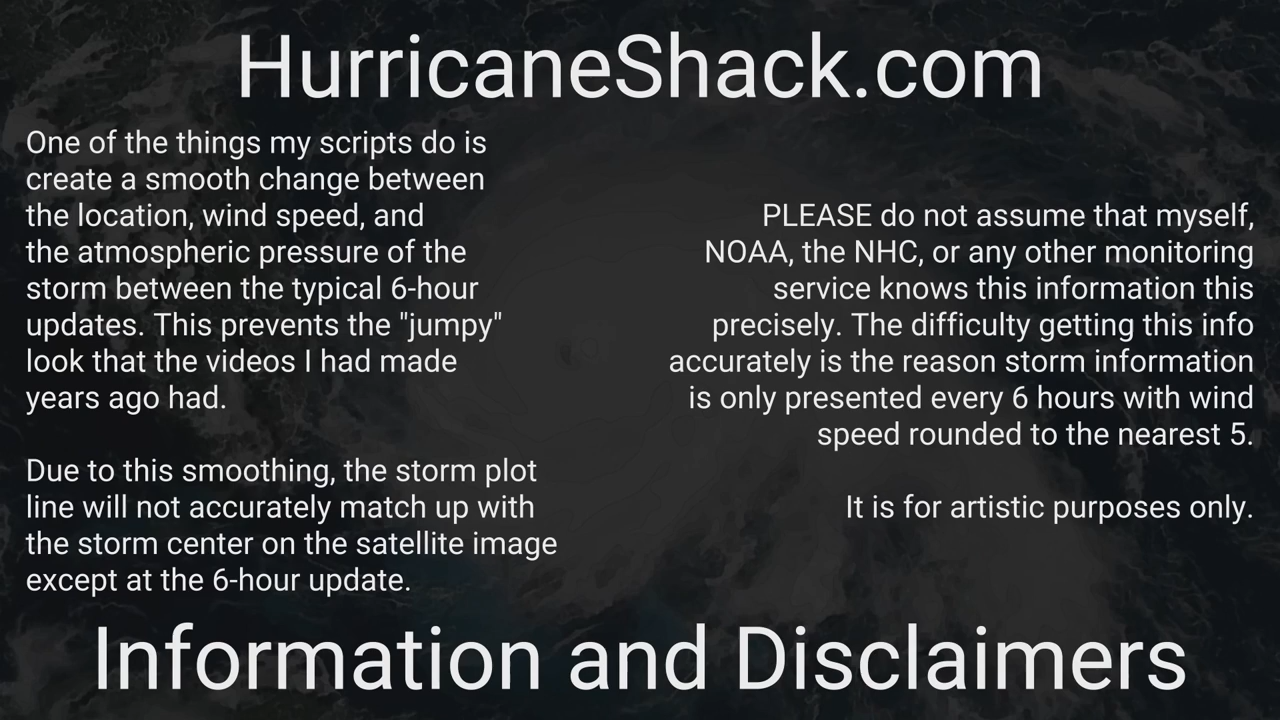 HurricaneShack.com
One of the things my scripts do is
create a smooth change between
the location, wind speed, and
the atmospheric pressure of the
storm between the typical 6-hour
updates. This prevents the "jumpy"
look that the videos I had made
years ago had.
Due to this smoothing, the storm plot
line will not accurately match up with
the storm center on the satellite image
except at the 6-hour update.
PLEASE do not assume that myself,
NOAA, the NHC, or any other monitoring
service knows this information this
precisely. The difficulty getting this info
accurately is the reason storm information
is only presented every 6 hours with wind
speed rounded to the nearest 5.
It is for artistic purposes only.
Information and Disclaimers